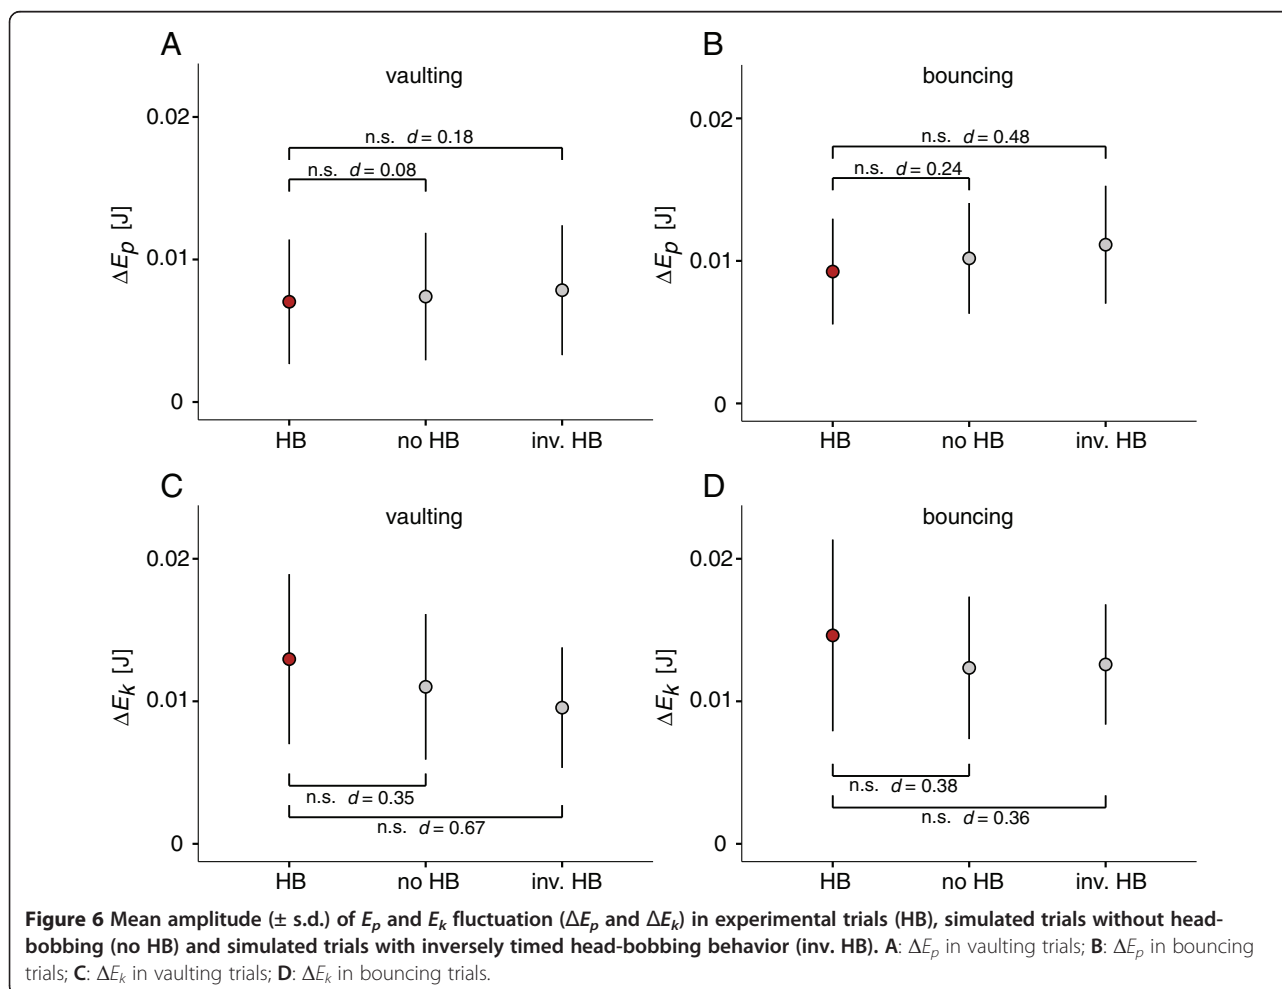 A
vaulting
0.02
0.01
0
ΔEp [J]
n.s. d = 0.18
n.s. d = 0.08
HB no HB inv. HB
B
bouncing
0.02
0.01
0
ΔEp [J]
n.s. d = 0.48
n.s. d = 0.24
HB no HB inv. HB
C
vaulting
0.02
0.01
0
ΔEk [J]
n.s. d = 0.35
n.s. d = 0.67
HB no HB inv. HB
D
bouncing
0.02
0.01
0
ΔEk [J]
n.s. d = 0.38
n.s. d = 0.36
HB no HB inv. HB
Figure 6 Mean amplitude (± s.d.) of Ep and Ek fluctuation (ΔEp and ΔEk) in experimental trials (HB), simulated trials without head-
bobbing (no HB) and simulated trials with inversely timed head-bobbing behavior (inv. HB). A: ΔEp in vaulting trials; B: ΔEp in bouncing
trials; C: ΔEk in vaulting trials; D: ΔEk in bouncing trials.